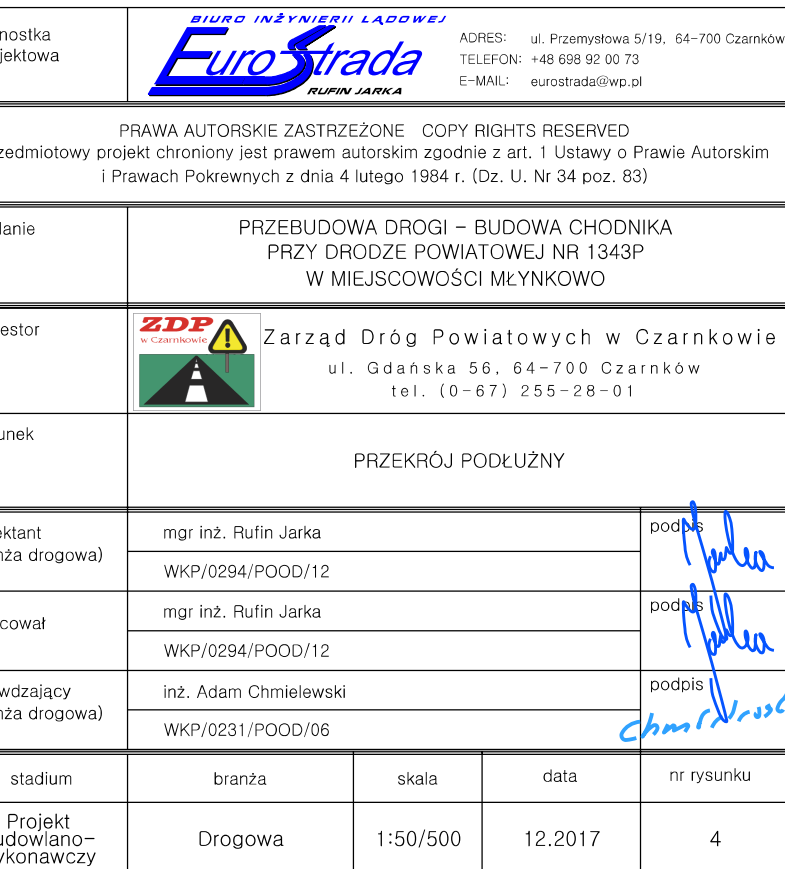 nostka
jektowa
BIURO INŻYNIERII LĄDOWEJ
EuroStrada
RUFIN JARKA
ADRES: ul. Przemysłowa 5/19, 64-700 Czarnków
TELEFON: +48 698 92 00 73
E-MAIL: eurostrada@wp.pl
PRAWA AUTORSKIE ZASTRZEŻONE COPY RIGHTS RESERVED
zedmiotowy projekt chroniony jest prawem autorskim zgodnie z art. 1 Ustawy o Prawie Autorskim
i Prawach Pokrewnych z dnia 4 lutego 1984 r. (Dz. U. Nr 34 poz. 83)
danie
PRZEBUDOWA DROGI - BUDOWA CHODNIKA
PRZY DRODZE POWIATOWEJ NR 1343P
W MIEJSCOWOŚCI MŁYNKOWO
estor
ZDP
w Czarnkowie
Zarząd Dróg Powiatowych w Czarnkowie
ul. Gdańska 56, 64-700 Czarnków
tel. (0-67) 255-28-01
unek
PRZEKRÓJ PODŁUŻNY
ektant
nża drogowa)
mgr inż. Rufin Jarka
WKP/0294/POOD/12
podpis
cował
mgr inż. Rufin Jarka
WKP/0294/POOD/12
podpis
wdzający
nża drogowa)
inż. Adam Chmielewski
WKP/0231/POOD/06
podpis
stadium branża skala data nr rysunku
Projekt
udowlano-
ykonawczy
Drogowa 1:50/500 12.2017 4